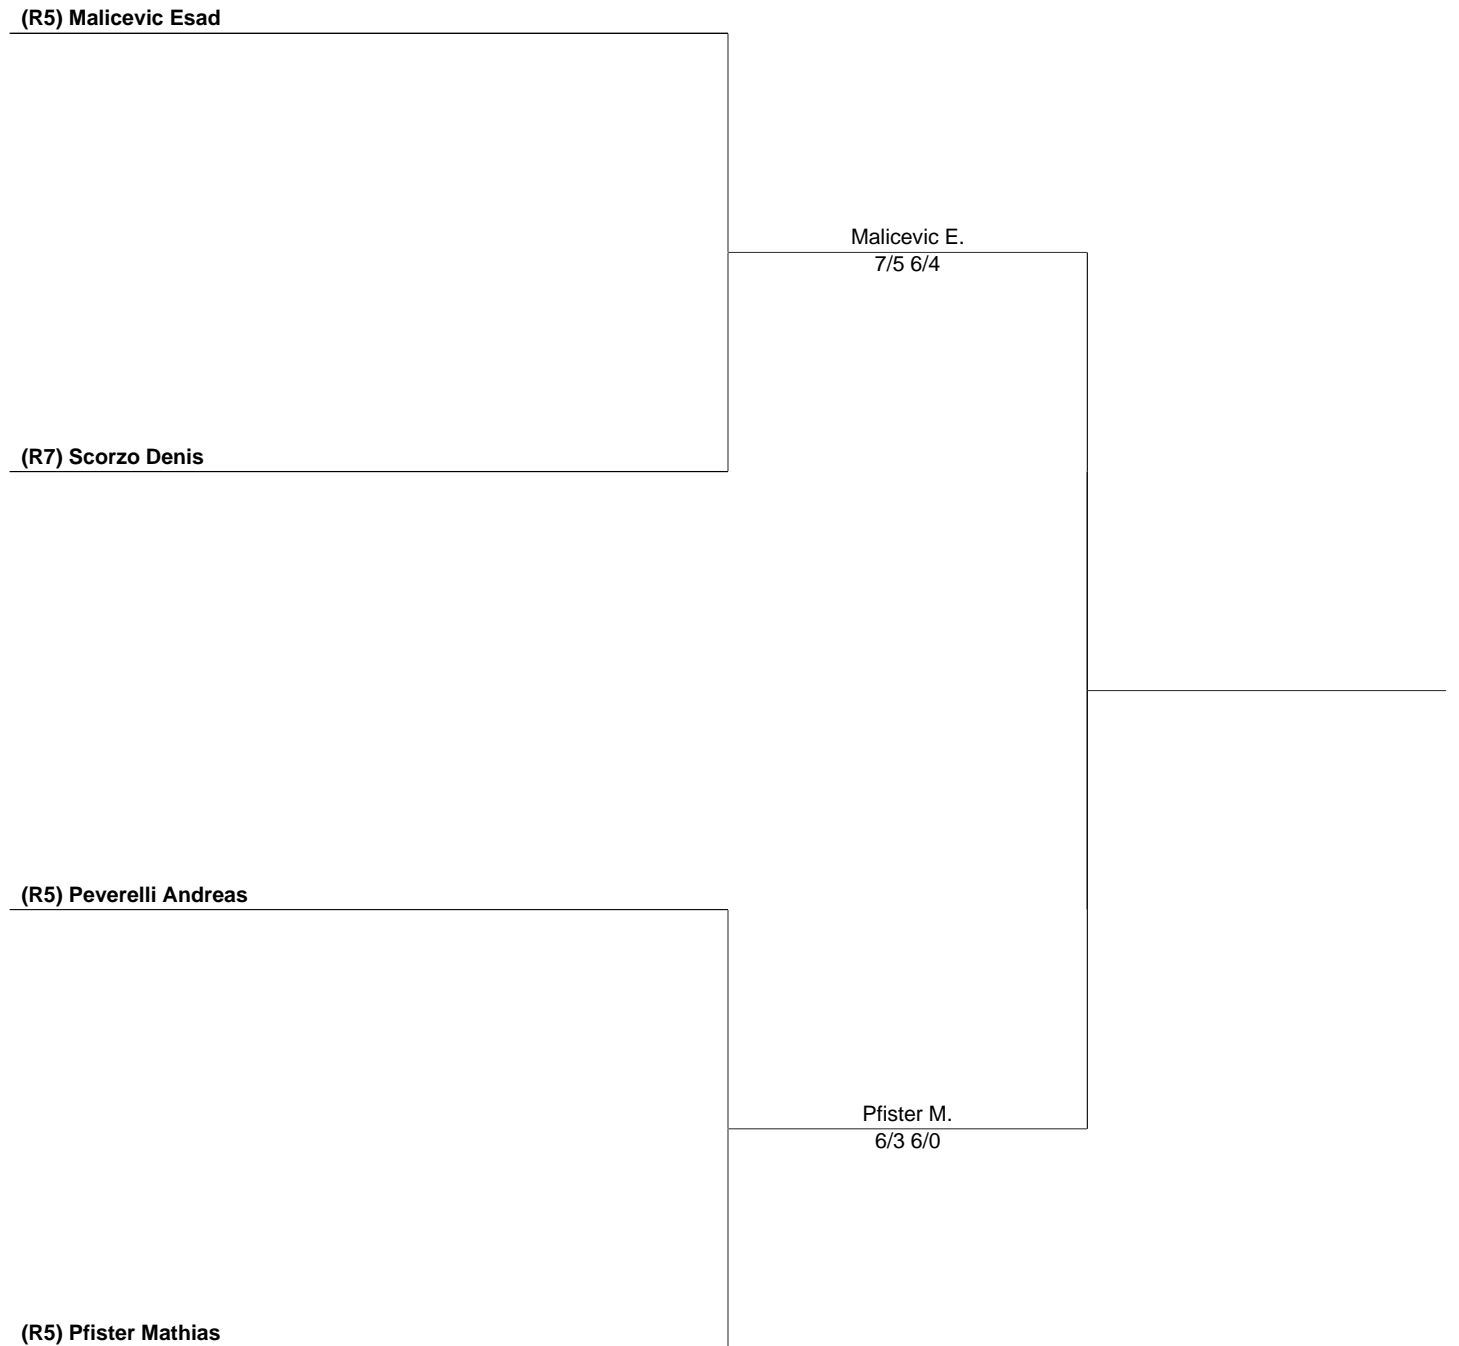 (R5) Malicevic Esad
Malicevic E.
7/5 6/4
(R7) Scorzo Denis
(R5) Peverelli Andreas
Pfister M.
6/3 6/0
(R5) Pfister Mathias